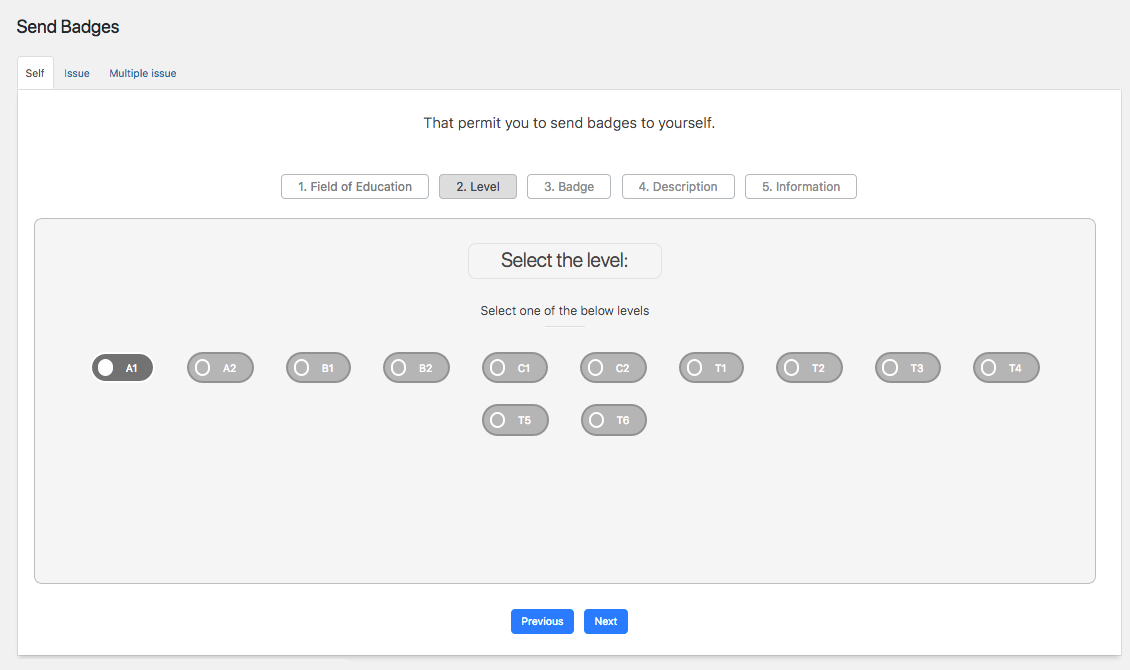 Send Badges
Self Issue Multiple issue
That permit you to send badges to yourself.
1. Field of Education 2. Level 3. Badge 4. Description 5. Information
Select the level:
Select one of the below levels
A1 A2 B1 B2 C1 C2 T1 T2 T3 T4
T5 T6
Previous Next